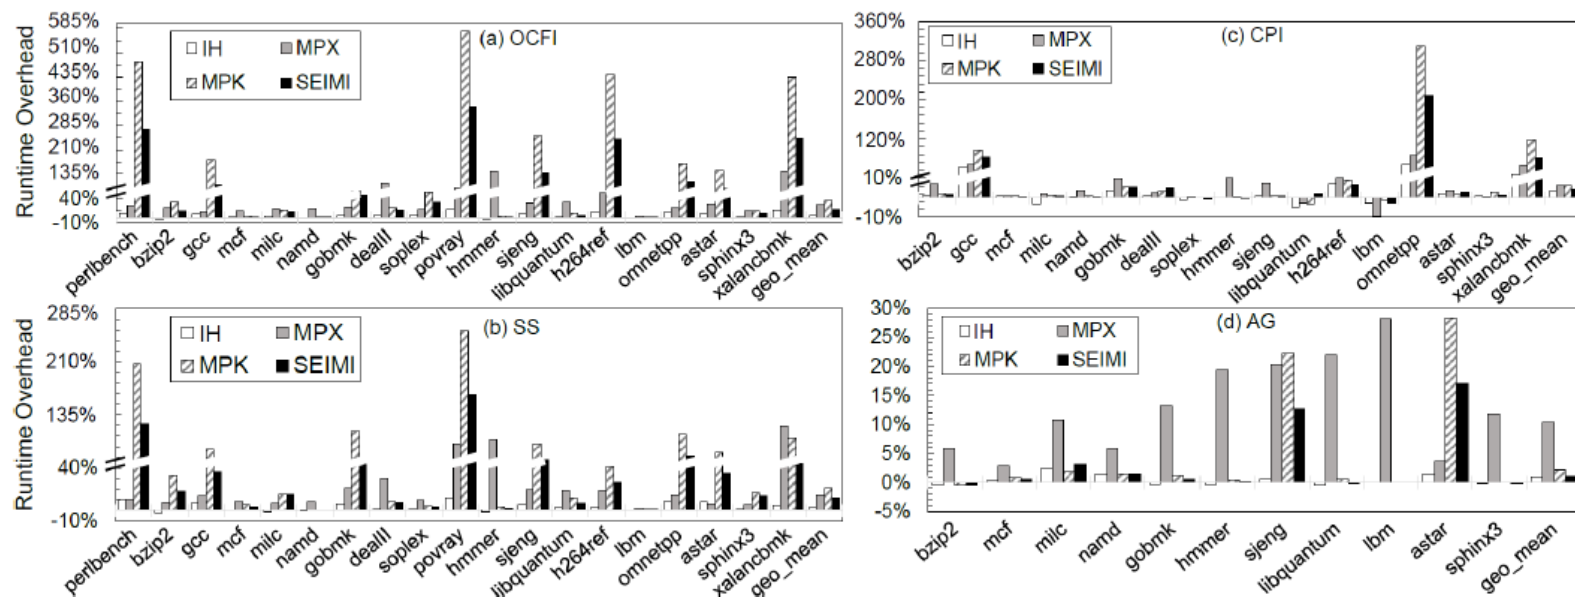 Runtime Overhead
585%
510%
435%
360%
285%
210%
135%
40%
-10%
(a) OCFI
IH MPX
MPK SEIMI
perlbench bzip2 gcc mcf milc namd gobmk dealII soplex povray hmmer sjeng libquantum h264ref lbm omnetpp astar sphinx3 xalancbmk geo_mean
360%
280%
200%
120%
10%
-10%
(c) CPI
IH MPX
MPK SEIMI
bzip2 gcc mcf milc namd gobmk dealII soplex hmmer sjeng libquantum h264ref lbm omnetpp astar sphinx3 xalancbmk geo_mean
Runtime Overhead
285%
210%
135%
40%
-10%
(b) SS
IH MPX
MPK SEIMI
perlbench bzip2 gcc mcf milc namd gobmk dealII soplex povray hmmer sjeng libquantum h264ref lbm omnetpp astar sphinx3 xalancbmk geo_mean
30%
25%
20%
15%
10%
5%
0%
-5%
(d) AG
IH MPX
MPK SEIMI
bzip2 mcf milc namd gobmk hmmer sjeng libquantum lbm astar sphinx3 geo_mean